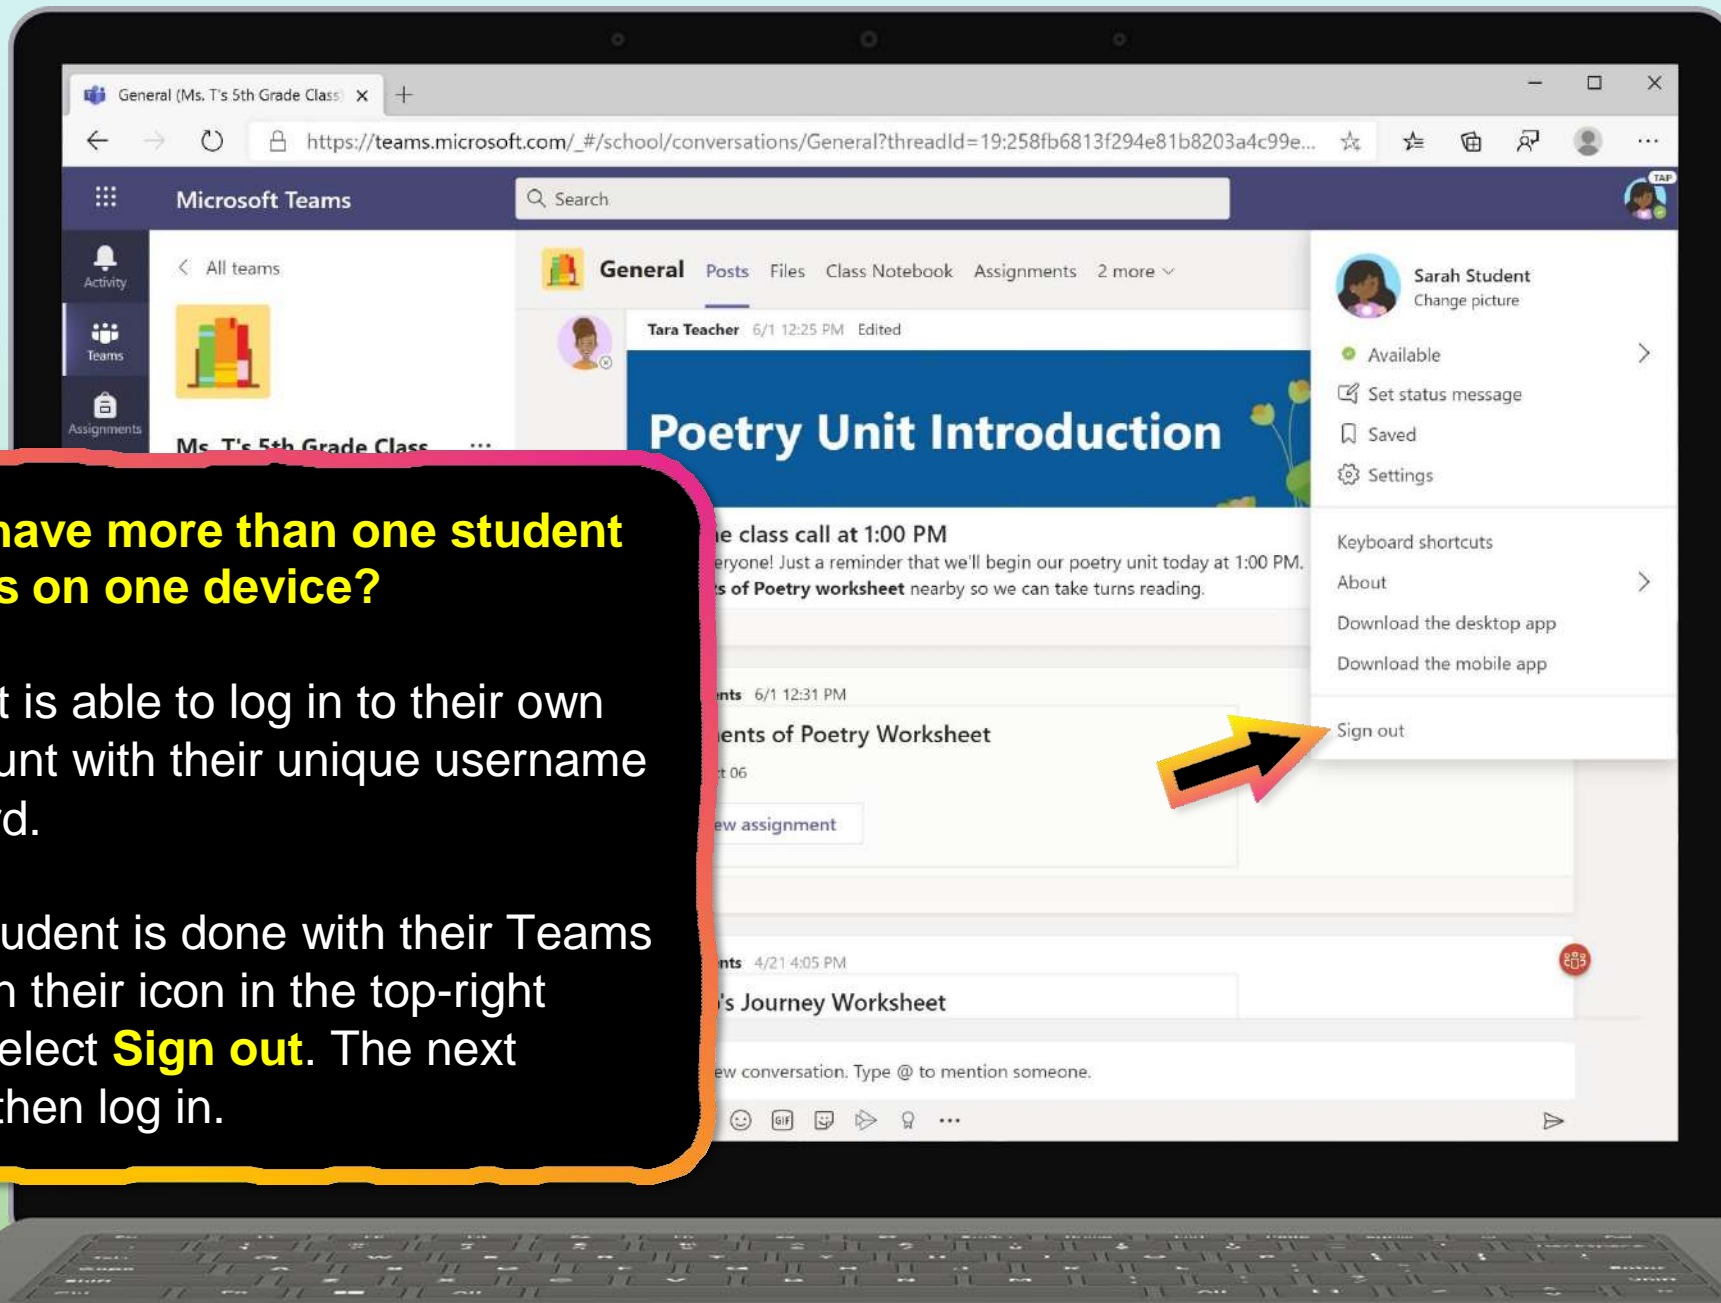 General (Ms. T's 5th Grade Class)
https://teams.microsoft.com/_#/school/conversations/General?threadId=19:258fb6813f294e81b8203a4c99e...
Microsoft Teams
Search
TAP
Activity
Teams
Assignments
All teams
Ms. T's 5th Grade Class
General Posts Files Class Notebook Assignments 2 more
Tara Teacher 6/1 12:25 PM Edited
Poetry Unit Introduction
e class call at 1:00 PM
eryone! Just a reminder that we'll begin our poetry unit today at 1:00 PM.
s of Poetry worksheet nearby so we can take turns reading.
nts 6/1 12:31 PM
ents of Poetry Worksheet
t 06
ew assignment
nts 4/21 4:05 PM
's Journey Worksheet
ew conversation. Type @ to mention someone.
GIF
Sarah Student
Change picture
Available
Set status message
Saved
Settings
Keyboard shortcuts
About
Download the desktop app
Download the mobile app
Sign out
have more than one student
s on one device?
t is able to log in to their own
unt with their unique username
rd.
udent is done with their Teams
n their icon in the top-right
elect Sign out. The next
then log in.